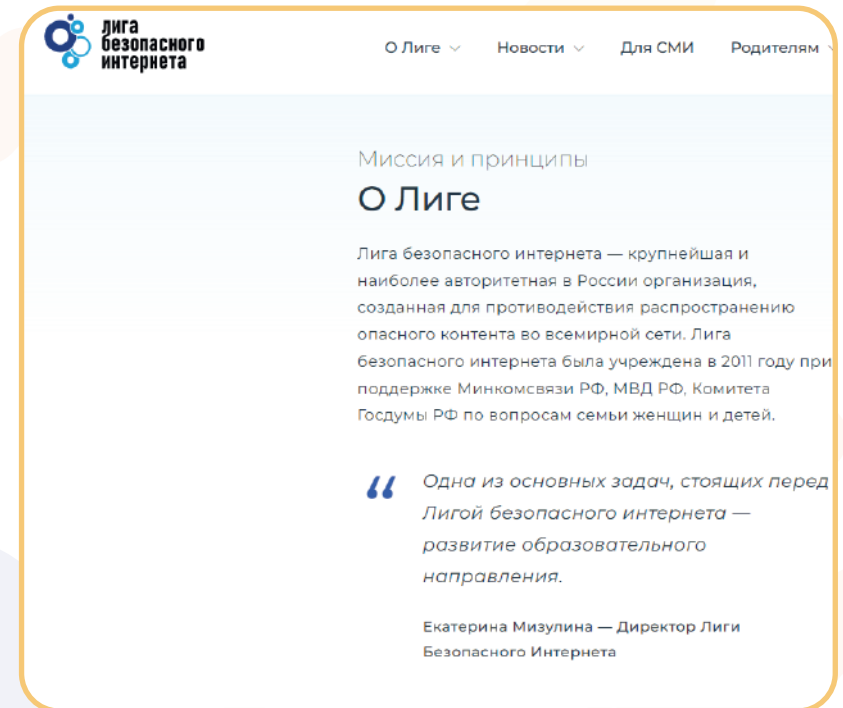 лига
безопасного
интернета
О Лиге
Новости
Для СМИ
Родителям
Миссия и принципы
О Лиге
Лига безопасного интернета — крупнейшая и
наиболее авторитетная в России организация,
созданная для противодействия распространению
опасного контента во всемирной сети. Лига
безопасного интернета была учреждена в 2011 году при
поддержке Минкомсвязи РФ, МВД РФ, Комитета
Госдумы РФ по вопросам семьи женщин и детей.
“ Одна из основных задач, стоящих перед
Лигой безопасного интернета —
развитие образовательного
направления.
Екатерина Мизулина — Директор Лиги
Безопасного Интернета